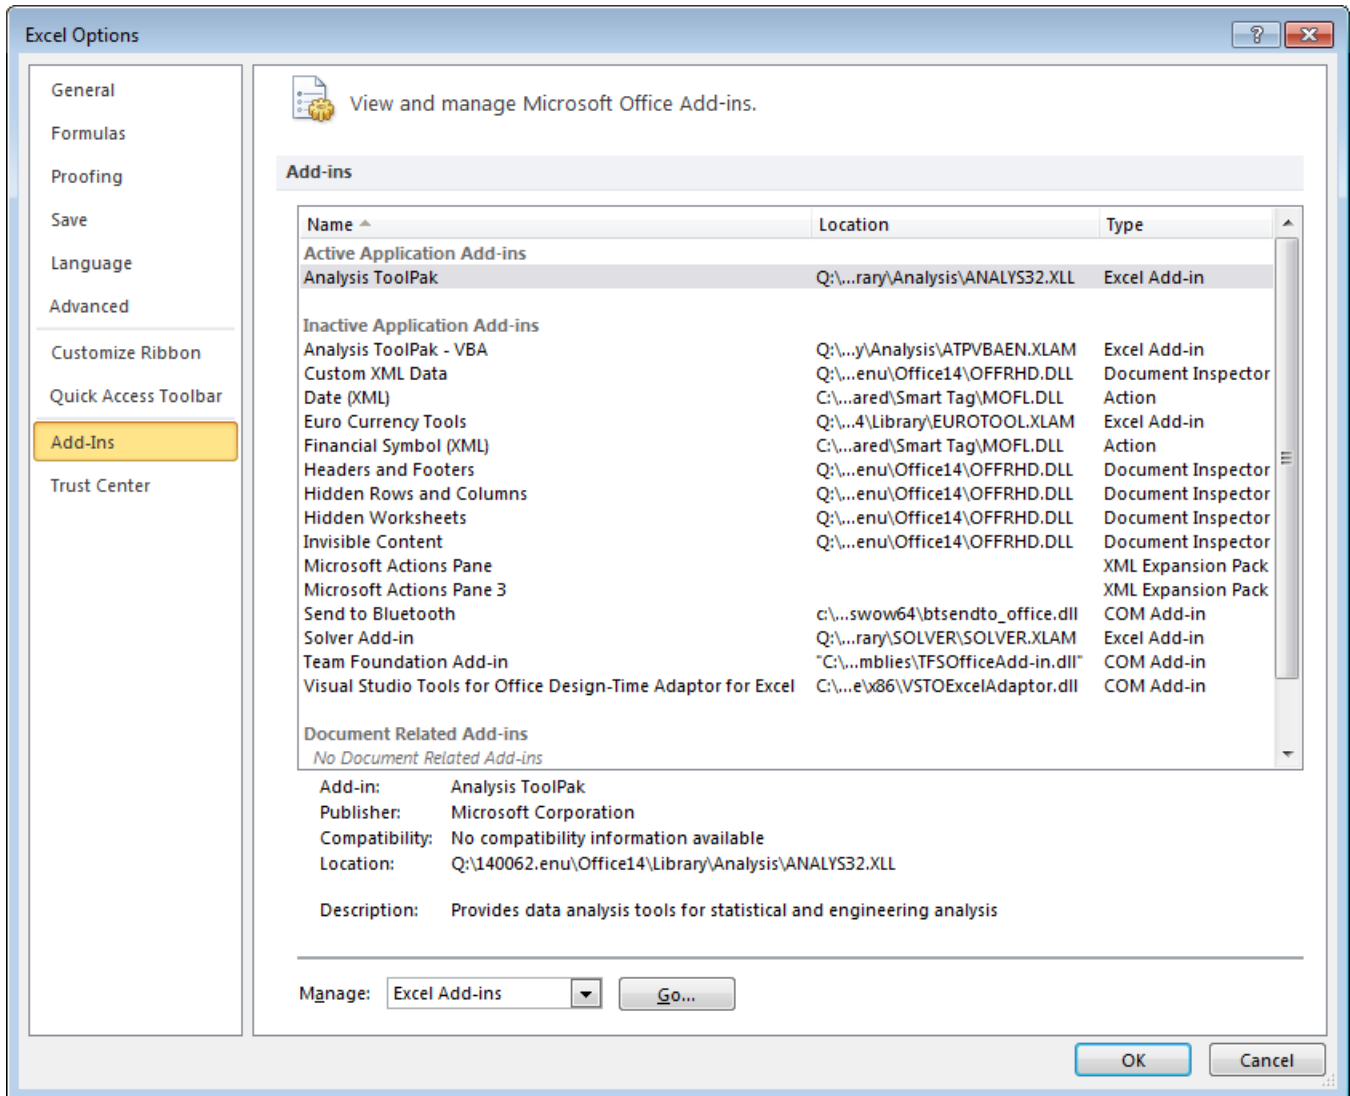 Excel Options
General
Formulas
Proofing
Save
Language
Advanced
Customize Ribbon
Quick Access Toolbar
Add-Ins
Trust Center
View and manage Microsoft Office Add-ins.
Add-ins
Name Location Type
Active Application Add-ins
Analysis ToolPak Q:\...rary\Analysis\ANALYS32.XLL Excel Add-in
Inactive Application Add-ins
Analysis ToolPak - VBA Q:\...y\Analysis\ATPVBAEN.XLAM Excel Add-in
Custom XML Data Q:\...enu\Office14\OFFRHD.DLL Document Inspector
Date (XML) C:\...ared\Smart Tag\MOFL.DLL Action
Euro Currency Tools Q:\...4\Library\EUROTOOL.XLAM Excel Add-in
Financial Symbol (XML) C:\...ared\Smart Tag\MOFL.DLL Action
Headers and Footers Q:\...enu\Office14\OFFRHD.DLL Document Inspector
Hidden Rows and Columns Q:\...enu\Office14\OFFRHD.DLL Document Inspector
Hidden Worksheets Q:\...enu\Office14\OFFRHD.DLL Document Inspector
Invisible Content Q:\...enu\Office14\OFFRHD.DLL Document Inspector
Microsoft Actions Pane XML Expansion Pack
Microsoft Actions Pane 3 XML Expansion Pack
Send to Bluetooth c:\...swow64\btsendto_office.dll COM Add-in
Solver Add-in Q:\...rary\SOLVER\SOLVER.XLAM Excel Add-in
Team Foundation Add-in "C:\...mblies\TFSOfficeAdd-in.dll" COM Add-in
Visual Studio Tools for Office Design-Time Adaptor for Excel C:\...e\x86\VSTOExcelAdaptor.dll COM Add-in
Document Related Add-ins
No Document Related Add-ins
Add-in: Analysis ToolPak
Publisher: Microsoft Corporation
Compatibility: No compatibility information available
Location: Q:\140062.enu\Office14\Library\Analysis\ANALYS32.XLL
Description: Provides data analysis tools for statistical and engineering analysis
Manage: Excel Add-ins Go...
OK Cancel